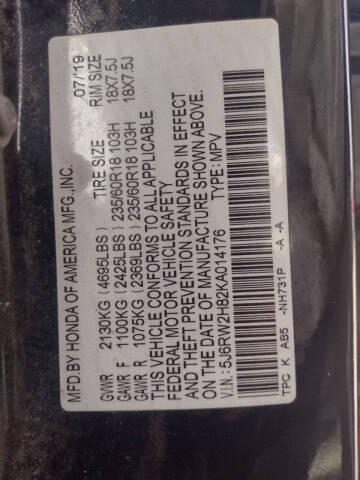 MFD. BY HONDA OF AMERICA MFG., INC. 07/19
TIRE SIZE RIM SIZE
GVWR 2130KG (4695LBS)
GAWR F 1100KG (2425LBS) 235/60R18 103H 18X7.5J
GAWR R 1075KG (2369LBS) 235/60R18 103H 18X7.5J
THIS VEHICLE CONFORMS TO ALL APPLICABLE
FEDERAL MOTOR VEHICLE SAFETY
AND THEFT PREVENTION STANDARDS IN EFFECT
ON THE DATE OF MANUFACTURE SHOWN ABOVE.
V.I.N.: 5J6RW2H82KA014176 TYPE: MPV
TPC K AB5 -NH731P -A -A